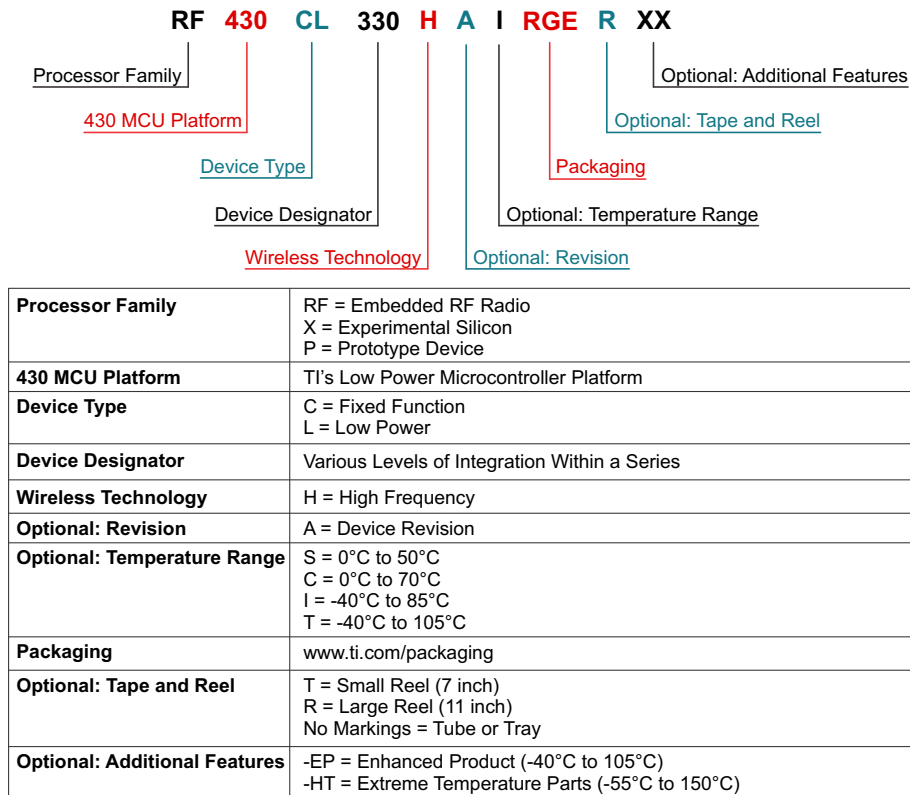 RF 430 CL 330 H A I RGE R XX
Processor Family
Optional: Additional Features
430 MCU Platform
Optional: Tape and Reel
Device Type
Packaging
Device Designator
Optional: Temperature Range
Wireless Technology
Optional: Revision
Processor Family
RF = Embedded RF Radio
X = Experimental Silicon
P = Prototype Device
430 MCU Platform
TI's Low Power Microcontroller Platform
Device Type
C = Fixed Function
L = Low Power
Device Designator
Various Levels of Integration Within a Series
Wireless Technology
H = High Frequency
Optional: Revision
A = Device Revision
Optional: Temperature Range
S = 0°C to 50°C
C = 0°C to 70°C
I = -40°C to 85°C
T = -40°C to 105°C
Packaging
www.ti.com/packaging
Optional: Tape and Reel
T = Small Reel (7 inch)
R = Large Reel (11 inch)
No Markings = Tube or Tray
Optional: Additional Features
-EP = Enhanced Product (-40°C to 105°C)
-HT = Extreme Temperature Parts (-55°C to 150°C)